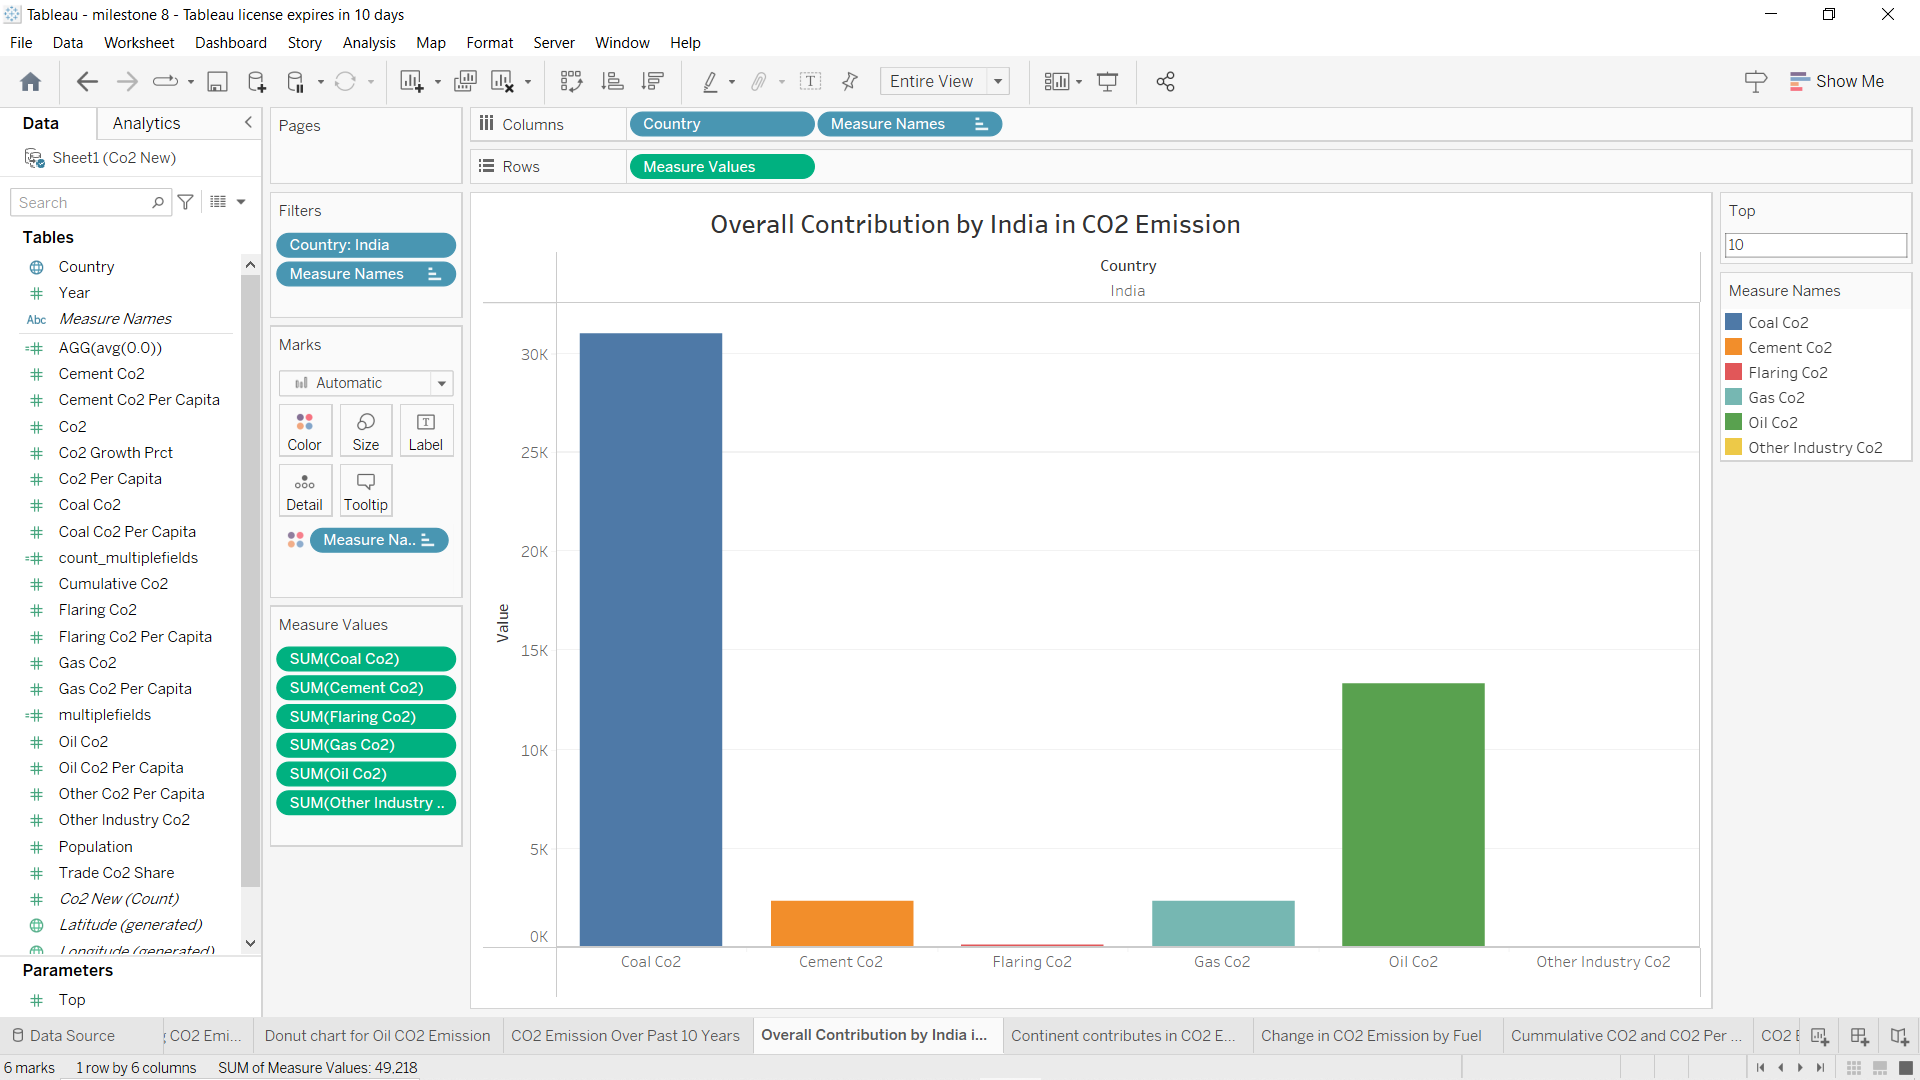 Tableau - milestone 8 - Tableau license expires in 10 days
File Data Worksheet Dashboard Story Analysis Map Format Server Window Help
Entire View
Show Me
Data Analytics
Sheet1 (Co2 New)
Search
Tables
Country
Year
Abc Measure Names
AGG(avg(0.0))
Cement Co2
Cement Co2 Per Capita
Co2
Co2 Growth Prct
Co2 Per Capita
Coal Co2
Coal Co2 Per Capita
count_multiplefields
Cumulative Co2
Flaring Co2
Flaring Co2 Per Capita
Gas Co2
Gas Co2 Per Capita
multiplefields
Oil Co2
Oil Co2 Per Capita
Other Co2 Per Capita
Other Industry Co2
Population
Trade Co2 Share
Co2 New (Count)
Latitude (generated)
Longitude (generated)
Parameters
Top
Pages
Filters
Country: India
Measure Names
Marks
Automatic
Color Size Label
Detail Tooltip
Measure Na..
Measure Values
SUM(Coal Co2)
SUM(Cement Co2)
SUM(Flaring Co2)
SUM(Gas Co2)
SUM(Oil Co2)
SUM(Other Industry ..
Columns Country Measure Names
Rows Measure Values
Overall Contribution by India in CO2 Emission
Country
India
30K
25K
20K
15K
10K
5K
0K
Value
Coal Co2 Cement Co2 Flaring Co2 Gas Co2 Oil Co2 Other Industry Co2
Top
10
Measure Names
Coal Co2
Cement Co2
Flaring Co2
Gas Co2
Oil Co2
Other Industry Co2
Data Source CO2 Emi... Donut chart for Oil CO2 Emission CO2 Emission Over Past 10 Years Overall Contribution by India i... Continent contributes in CO2 E... Change in CO2 Emission by Fuel Cummulative CO2 and CO2 Per ... CO2 E
6 marks 1 row by 6 columns SUM of Measure Values: 49,218